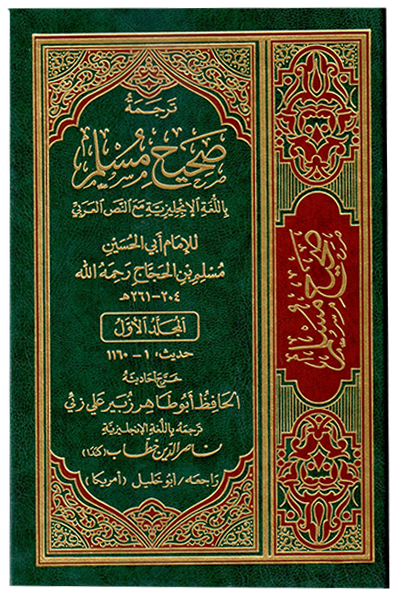 ترجمة
صحيح مسلم
باللغة الإنجليزية مع النص العربي
للإمام أبي الحسين
مسلم بن الحجاج رحمه الله
٢٠٤-٢٦١هـ
المجلد الأول
حديث: ١ - ١١٦٠
خرج أحاديثه
الحافظ أبو طاهر زبير علي زئي
ترجمه باللغة الإنجليزية
ناصر الدين خطاب (كندا)
راجعه/ أبو خليل (أمريكا)
صحيح مسلم